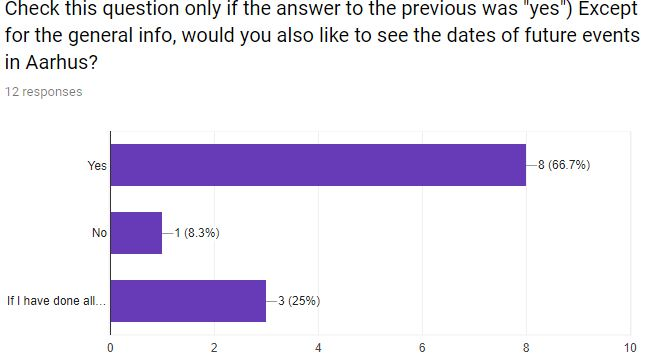 Check this question only if the answer to the previous was "yes") Except
for the general info, would you also like to see the dates of future events
in Aarhus?
12 responses
Yes
8 (66.7%)
No
1 (8.3%)
If I have done all...
3 (25%)
0 2 4 6 8 10